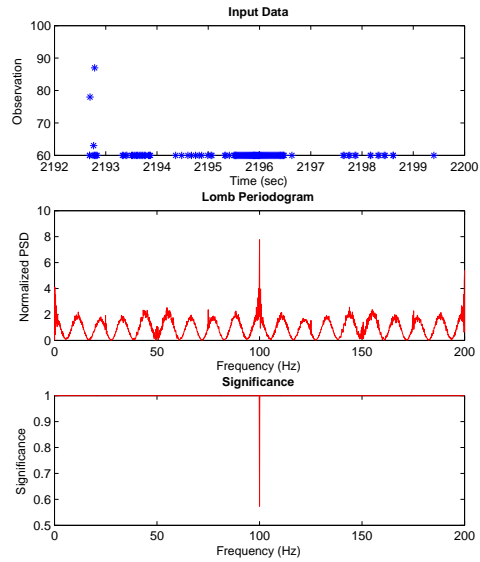 Input Data
100
90
80
70
60
Observation
2192 2193 2194 2195 2196 2197 2198 2199 2200
Time (sec)
Lomb Periodogram
10
8
6
4
2
0
Normalized PSD
0 50 100 150 200
Frequency (Hz)
Significance
1
0.9
0.8
0.7
0.6
0.5
Significance
0 50 100 150 200
Frequency (Hz)